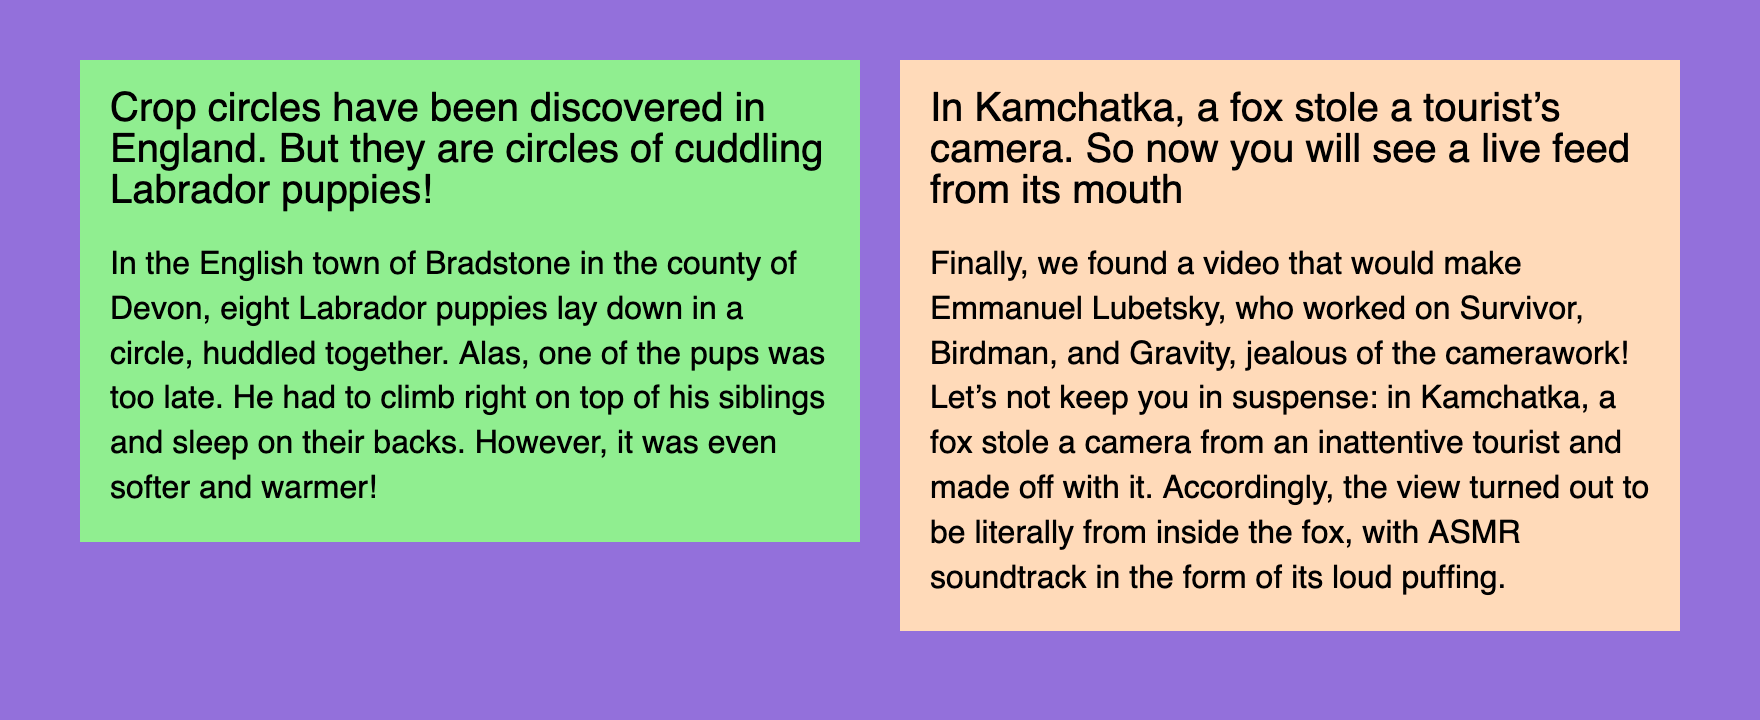 Crop circles have been discovered in
England. But they are circles of cuddling
Labrador puppies!
In the English town of Bradstone in the county of
Devon, eight Labrador puppies lay down in a
circle, huddled together. Alas, one of the pups was
too late. He had to climb right on top of his siblings
and sleep on their backs. However, it was even
softer and warmer!
In Kamchatka, a fox stole a tourist’s
camera. So now you will see a live feed
from its mouth
Finally, we found a video that would make
Emmanuel Lubetsky, who worked on Survivor,
Birdman, and Gravity, jealous of the camerawork!
Let’s not keep you in suspense: in Kamchatka, a
fox stole a camera from an inattentive tourist and
made off with it. Accordingly, the view turned out to
be literally from inside the fox, with ASMR
soundtrack in the form of its loud puffing.